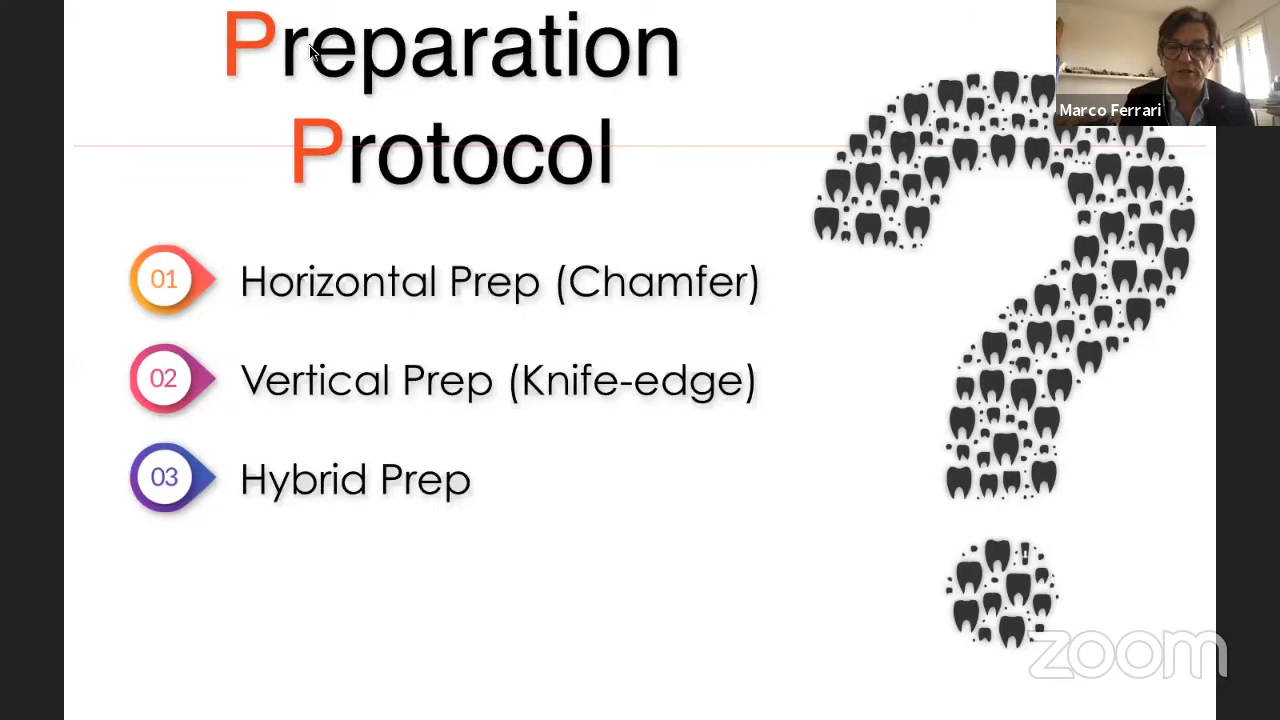 Preparation
Protocol
Marco Ferrari
01 Horizontal Prep (Chamfer)
02 Vertical Prep (Knife-edge)
03 Hybrid Prep
zoom